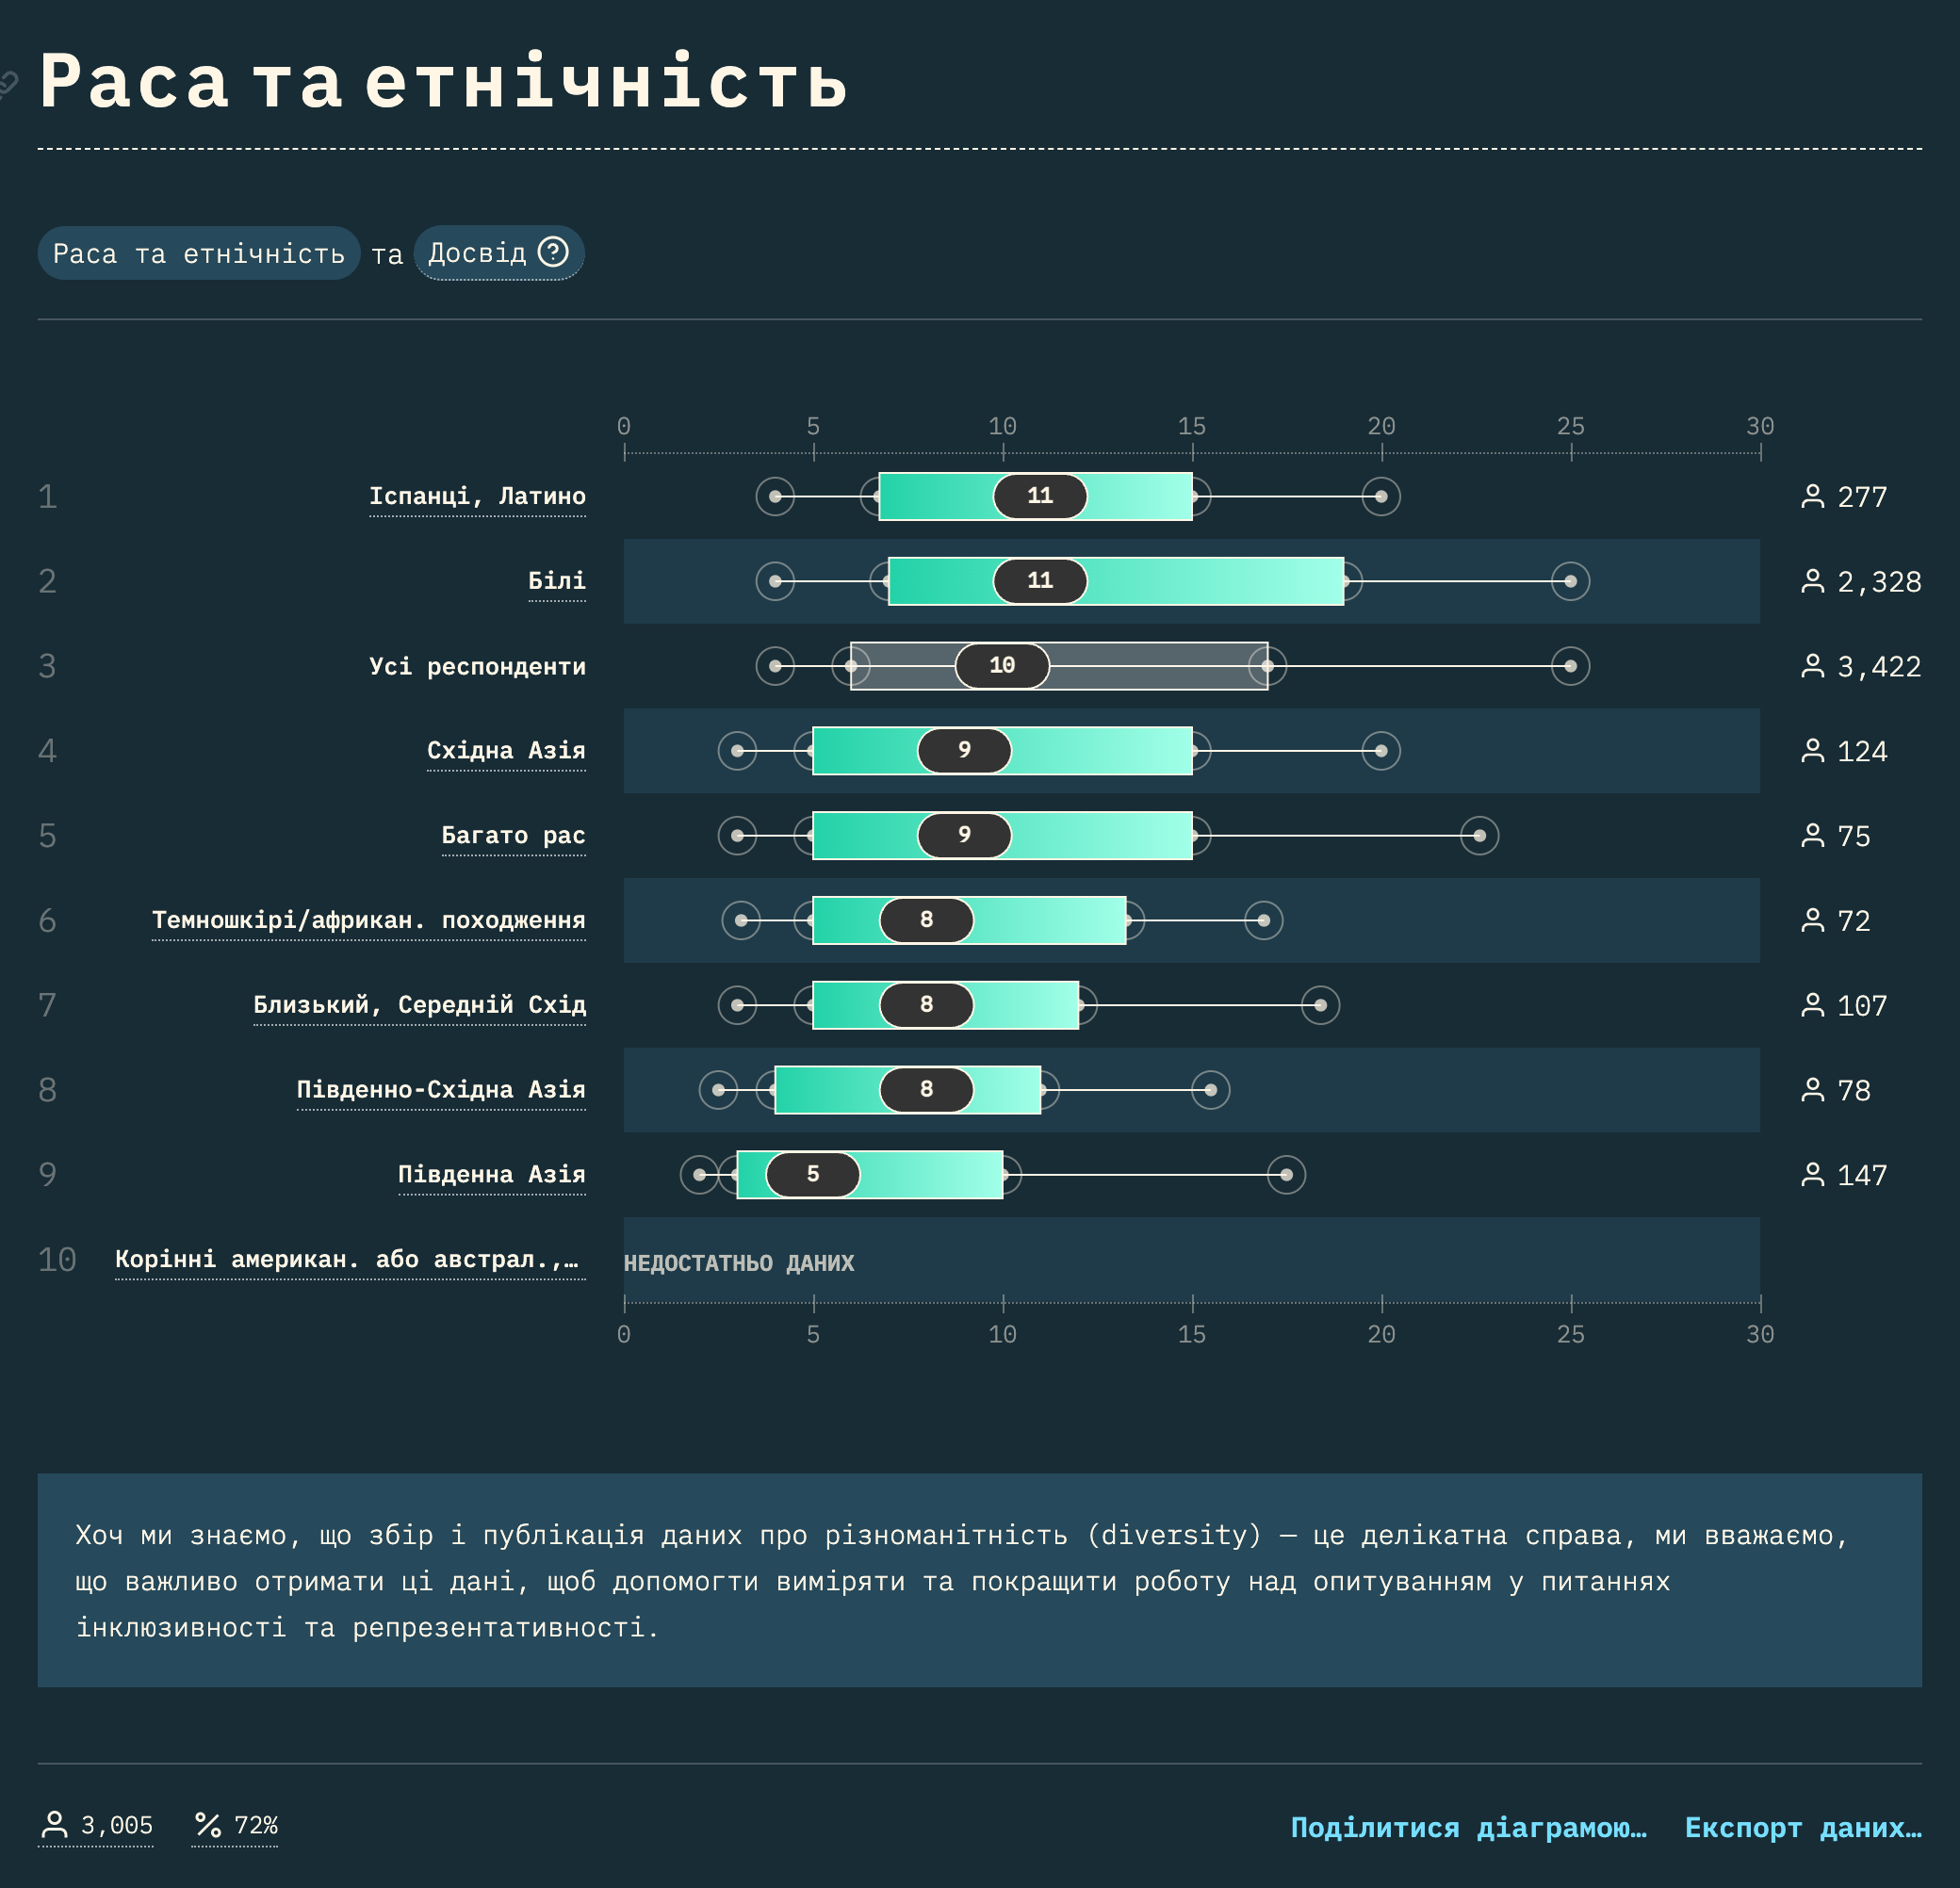 Раса та етнічність
Раса та етнічність та Досвід
0 5 10 15 20 25 30
1 Іспанці, Латино 11 277
2 Білі 11 2,328
3 Усі респонденти 10 3,422
4 Східна Азія 9 124
5 Багато рас 9 75
6 Темношкірі/африкан. походження 8 72
7 Близький, Середній Схід 8 107
8 Південно-Східна Азія 8 78
9 Південна Азія 5 147
10 Корінні американ. або австрал.,… НЕДОСТАТНЬО ДАНИХ
0 5 10 15 20 25 30
Хоч ми знаємо, що збір і публікація даних про різноманітність (diversity) — це делікатна справа, ми вважаємо,
що важливо отримати ці дані, щоб допомогти виміряти та покращити роботу над опитуванням у питаннях
інклюзивності та репрезентативності.
3,005 72% Поділитися діаграмою… Експорт даних…